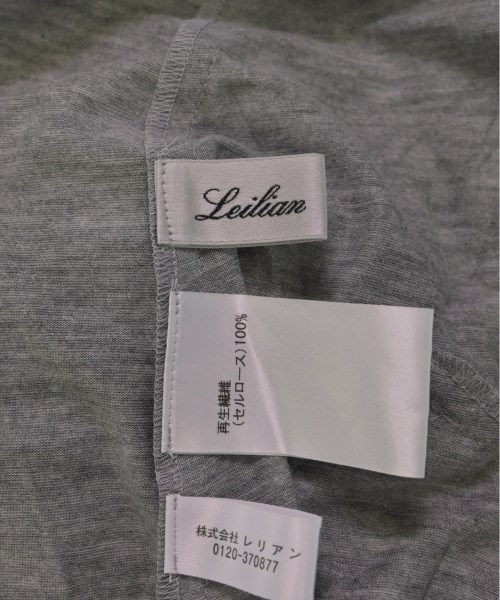 Leilian
再生繊維
(セルロース)100%
株式会社レリアン
0120-370877